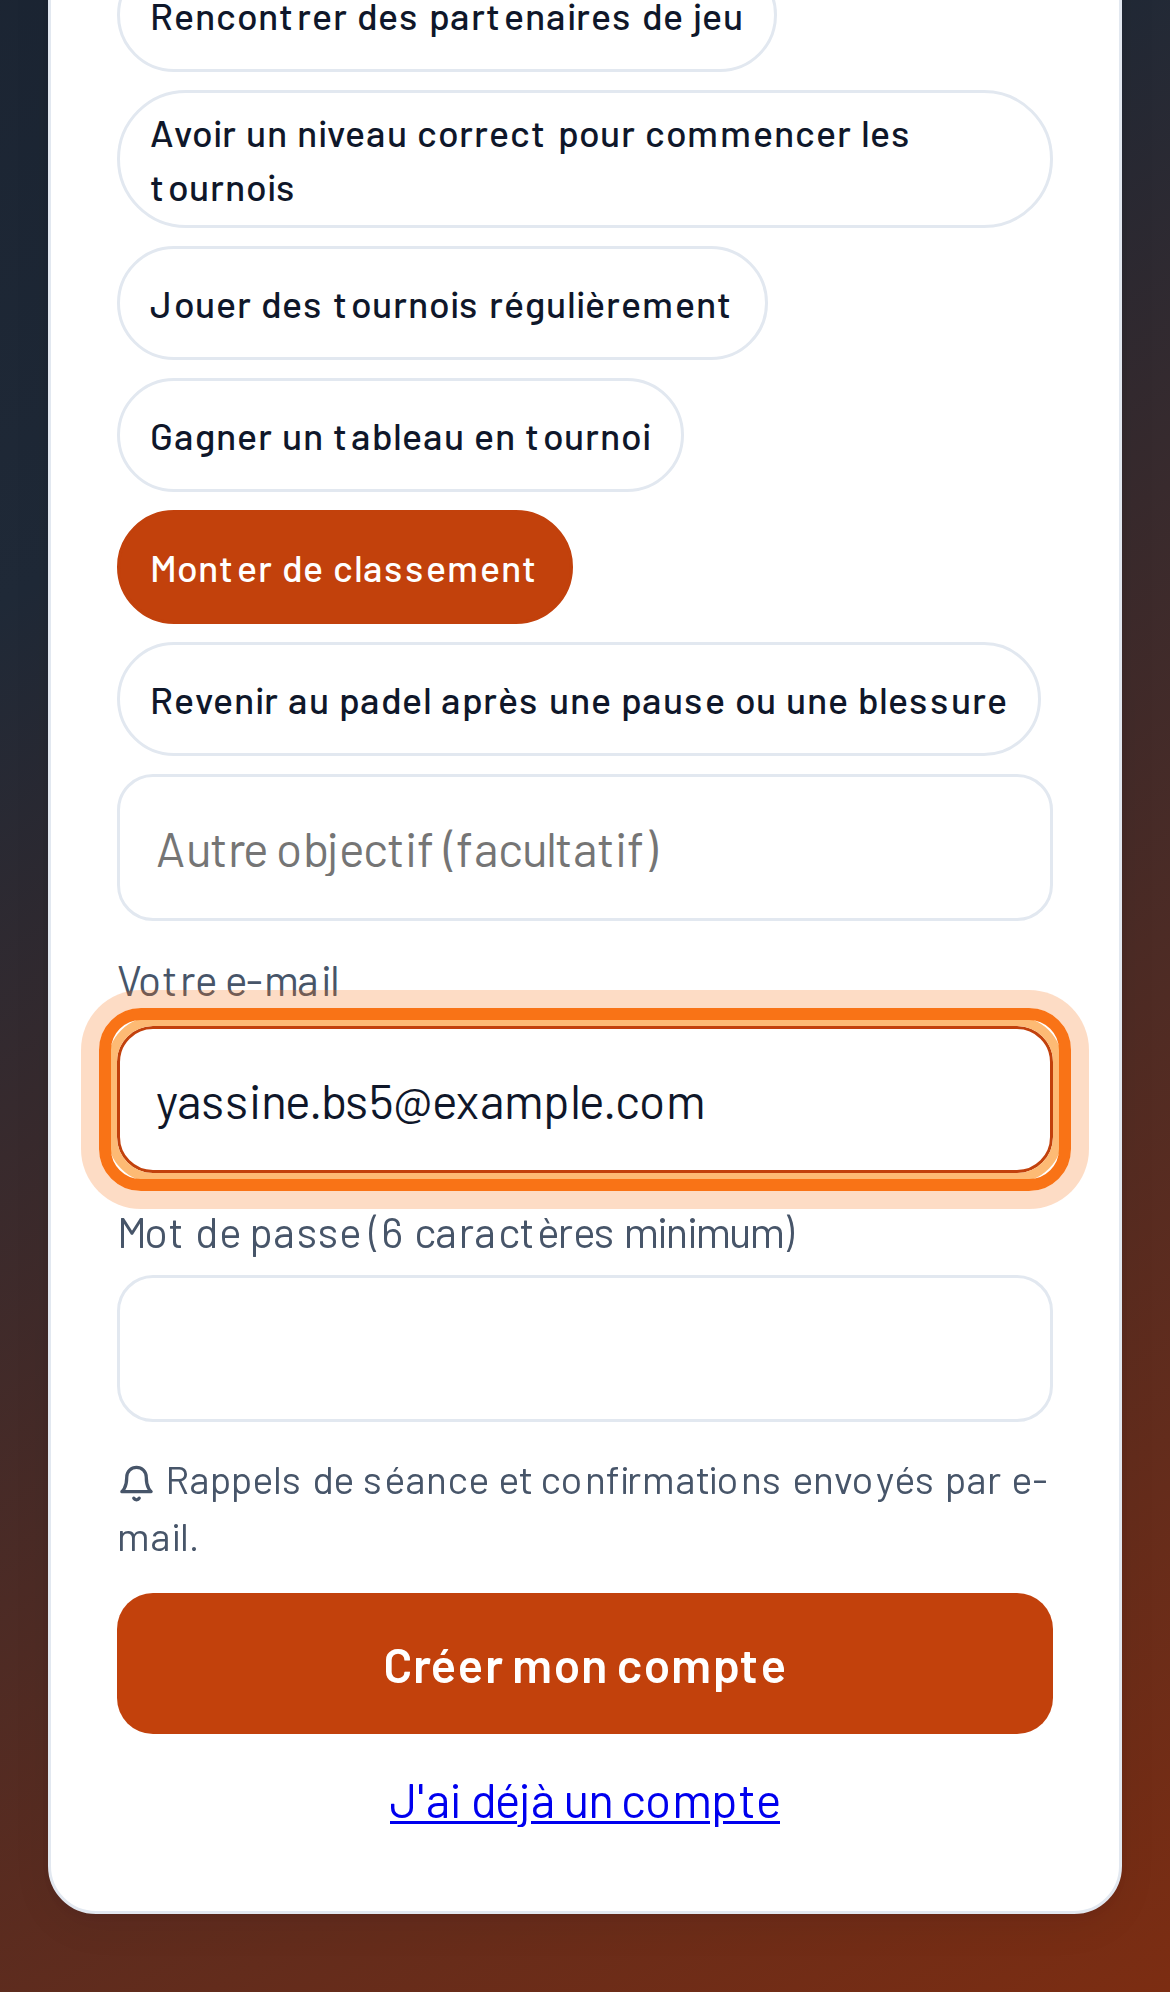 Rencontrer des partenaires de jeu
Avoir un niveau correct pour commencer les
tournois
Jouer des tournois régulièrement
Gagner un tableau en tournoi
Monter de classement
Revenir au padel après une pause ou une blessure
Autre objectif (facultatif)
Votre e-mail
yassine.bs5@example.com
Mot de passe (6 caractères minimum)
Rappels de séance et confirmations envoyés par e-
mail.
Créer mon compte
J'ai déjà un compte